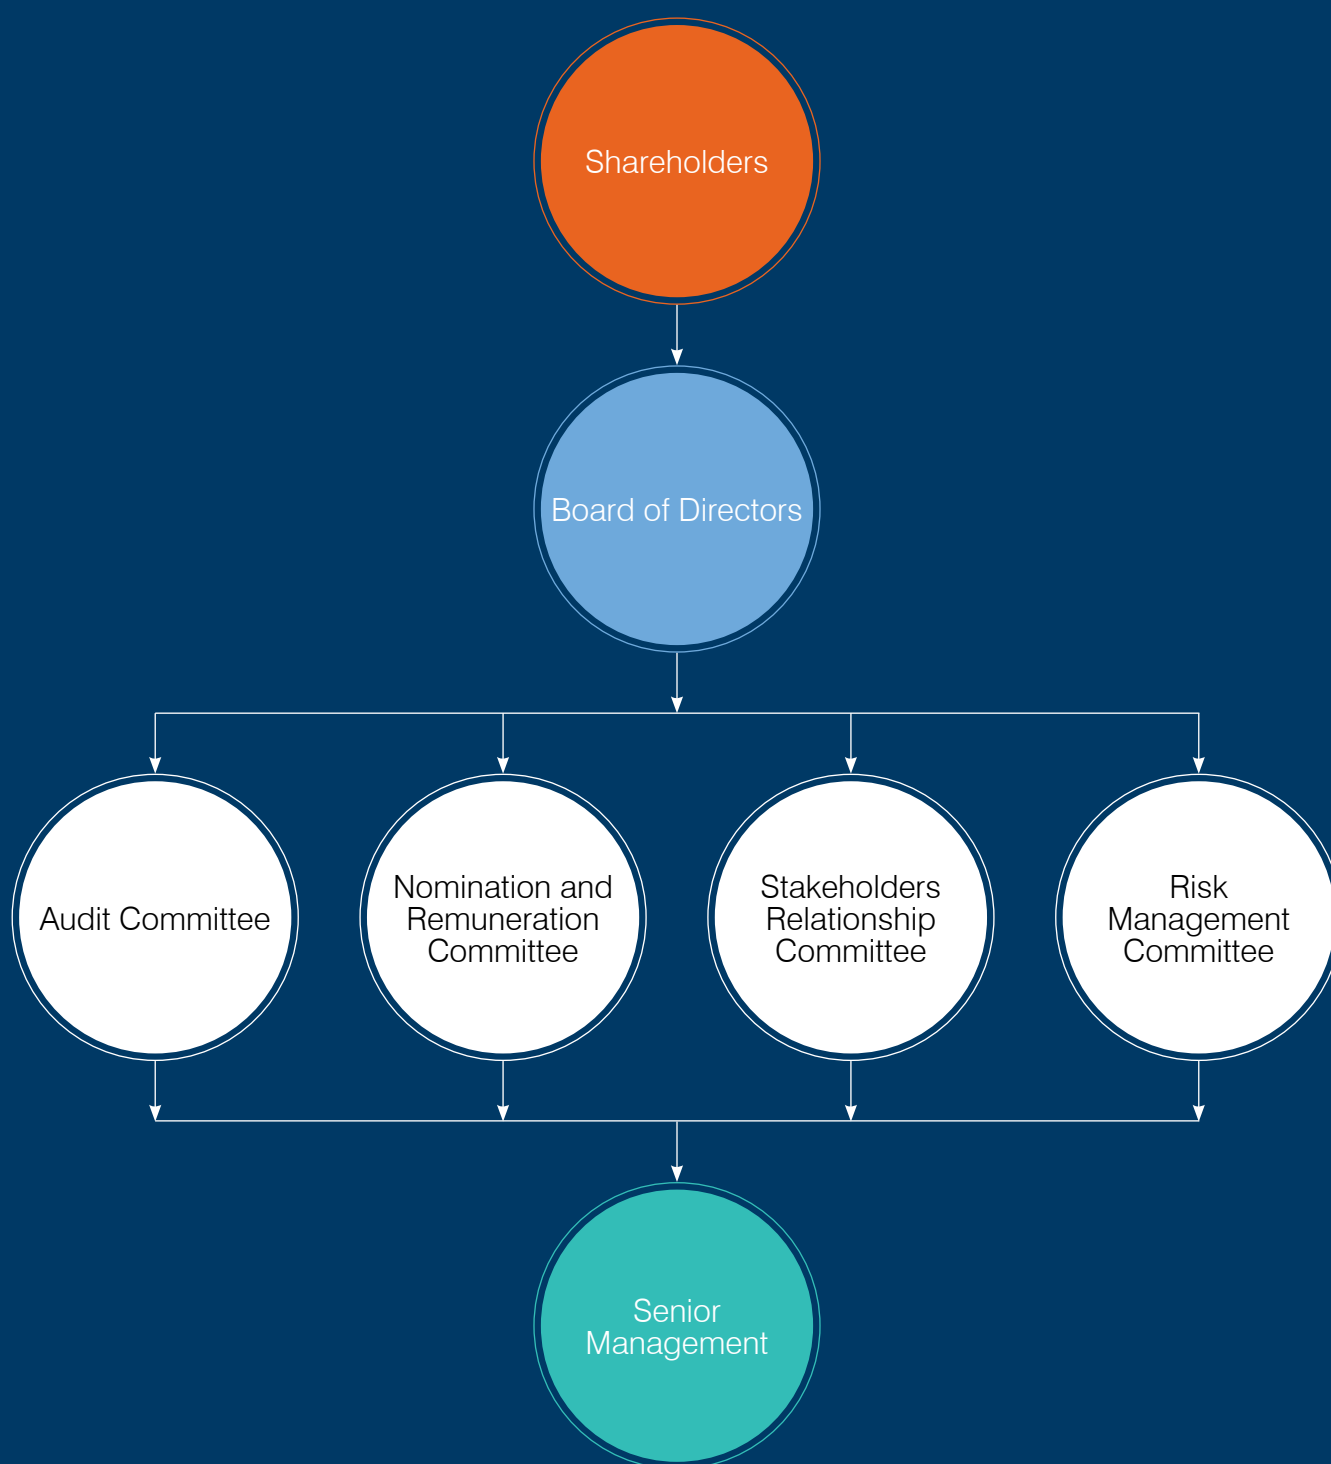 Shareholders
Board of Directors
Audit Committee
Nomination and
Remuneration
Committee
Stakeholders
Relationship
Committee
Risk
Management
Committee
Senior
Management